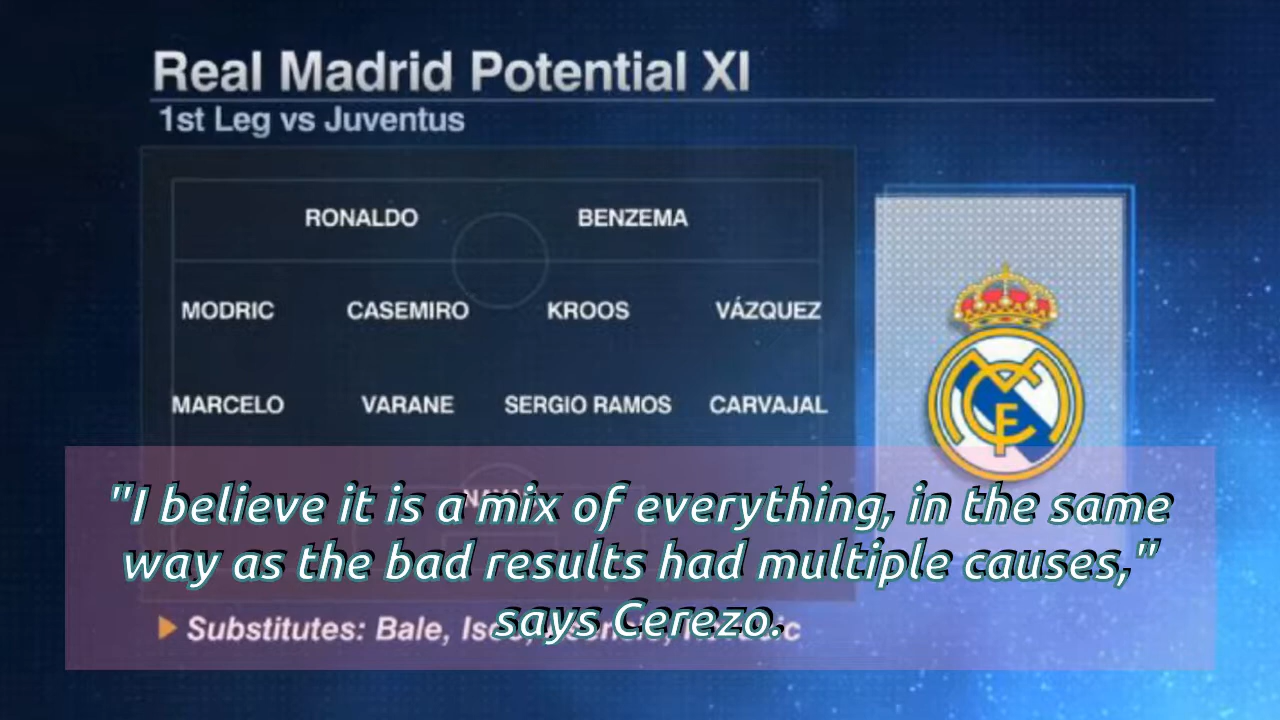 Real Madrid Potential XI
1st Leg vs Juventus
RONALDO BENZEMA
MODRIC CASEMIRO KROOS VÁZQUEZ
MARCELO VARANE SERGIO RAMOS CARVAJAL
"I believe it is a mix of everything, in the same
way as the bad results had multiple causes,"
says Cerezo.
Substitutes: Bale,